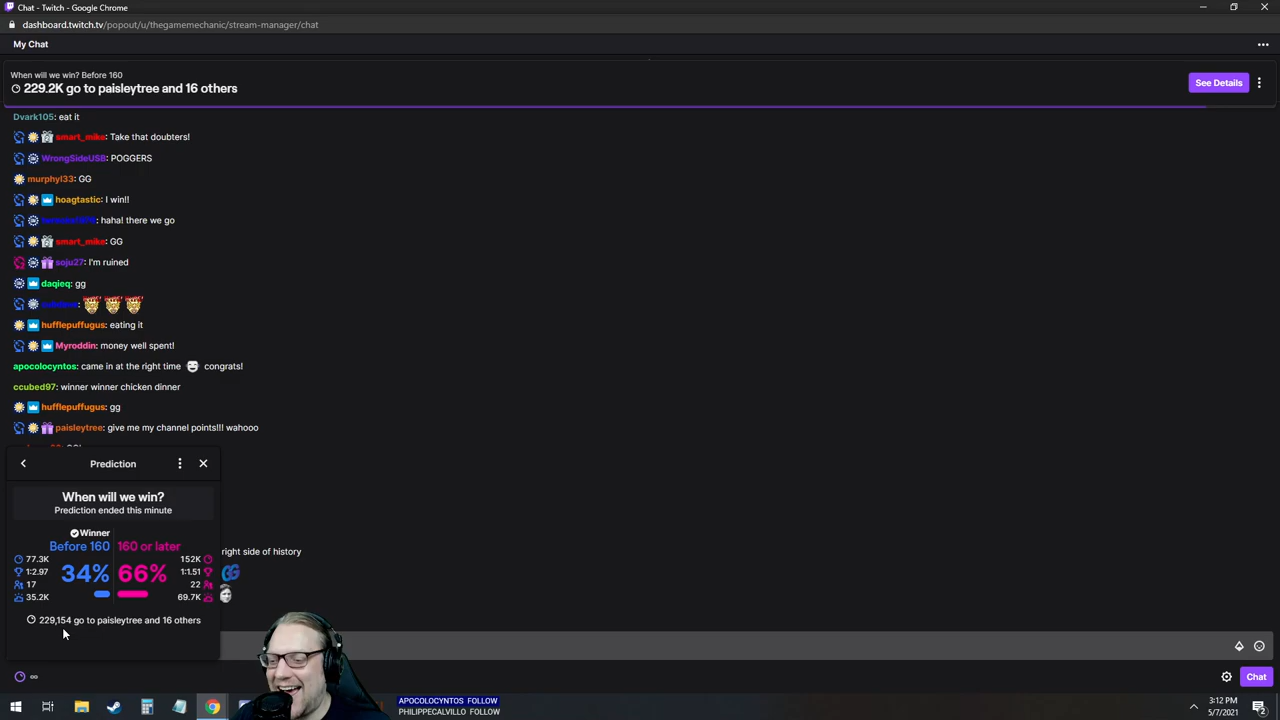 Chat - Twitch - Google Chrome
dashboard.twitch.tv/popout/u/thegamemechanic/stream-manager/chat
My Chat
When will we win? Before 160
229.2K go to paisleytree and 16 others
See Details
Dvark105: eat it
smart_mike: Take that doubters!
WrongSideUSB: POGGERS
murphyl33: GG
hoagtastic: I win!!
haha! there we go
smart_mike: GG
soju27: I'm ruined
daqieq: gg
hufflepuffugus: eating it
Myroddin: money well spent!
apocolocyntos: came in at the right time congrats!
ccubed97: winner winner chicken dinner
hufflepuffugus: gg
paisleytree: give me my channel points!!! wahooo
Prediction
When will we win?
Prediction ended this minute
Winner
Before 160 160 or later
77.3K 152K
1:2.97 34% 66% 1:1.51
17 22
35.2K 69.7K
229,154 go to paisleytree and 16 others
right side of history
GG
∞
Chat
APOCOLOCYNTOS FOLLOW
PHILIPPECALVILLO FOLLOW
3:12 PM
5/7/2021
2